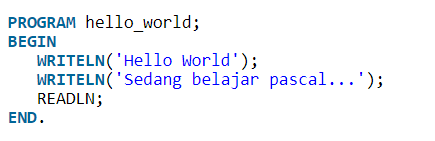 PROGRAM hello_world;
BEGIN
WRITELN('Hello World');
WRITELN('Sedang belajar pascal...');
READLN;
END.